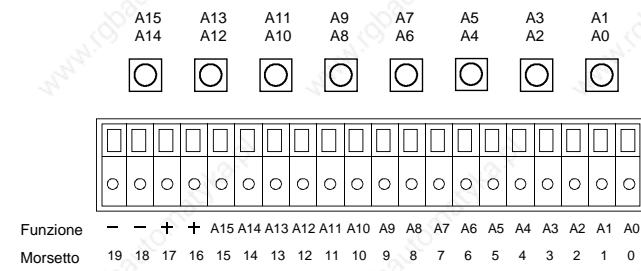 A15 A13 A11 A9 A7 A5 A3 A1
A14 A12 A10 A8 A6 A4 A2 A0
Funzione − − + + A15 A14 A13 A12 A11 A10 A9 A8 A7 A6 A5 A4 A3 A2 A1 A0
Morsetto 19 18 17 16 15 14 13 12 11 10 9 8 7 6 5 4 3 2 1 0